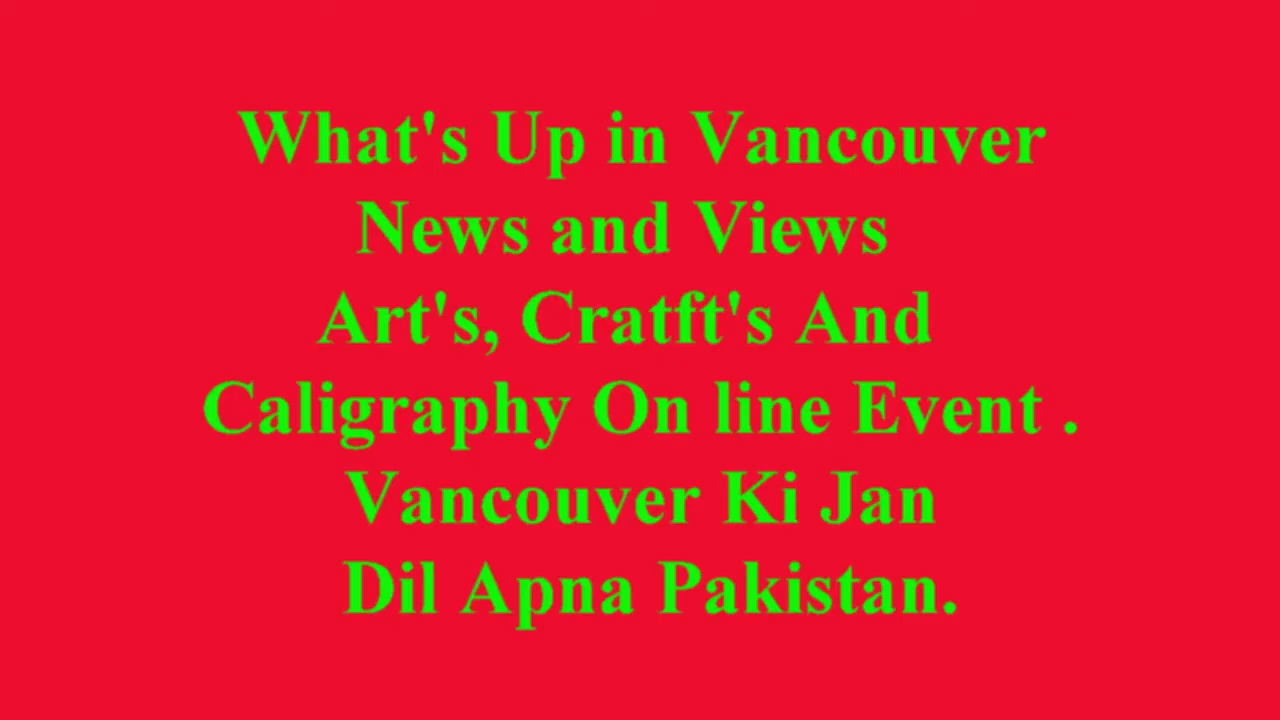 What's Up in Vancouver
News and Views
Art's, Cratft's And
Caligraphy On line Event .
Vancouver Ki Jan
Dil Apna Pakistan.